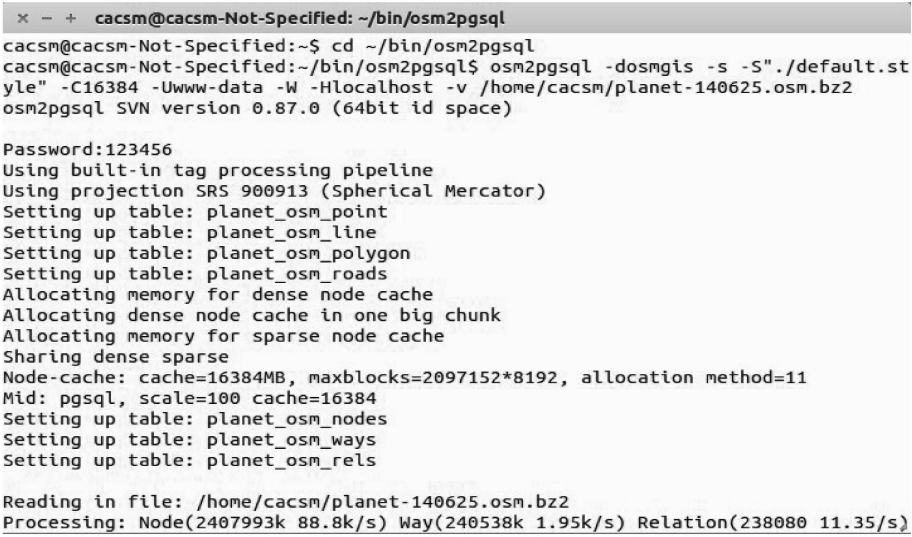 × – + cacsm@cacsm-Not-Specified: ~/bin/osm2pgsql
cacsm@cacsm-Not-Specified:~$ cd ~/bin/osm2pgsql
cacsm@cacsm-Not-Specified:~/bin/osm2pgsql$ osm2pgsql -dosmgis -s -S"./default.st
yle" -C16384 -Uwww-data -W -Hlocalhost -v /home/cacsm/planet-140625.osm.bz2
osm2pgsql SVN version 0.87.0 (64bit id space)
Password:123456
Using built-in tag processing pipeline
Using projection SRS 900913 (Spherical Mercator)
Setting up table: planet_osm_point
Setting up table: planet_osm_line
Setting up table: planet_osm_polygon
Setting up table: planet_osm_roads
Allocating memory for dense node cache
Allocating dense node cache in one big chunk
Allocating memory for sparse node cache
Sharing dense sparse
Node-cache: cache=16384MB, maxblocks=2097152*8192, allocation method=11
Mid: pgsql, scale=100 cache=16384
Setting up table: planet_osm_nodes
Setting up table: planet_osm_ways
Setting up table: planet_osm_rels
Reading in file: /home/cacsm/planet-140625.osm.bz2
Processing: Node(2407993k 88.8k/s) Way(240538k 1.95k/s) Relation(238080 11.35/s)